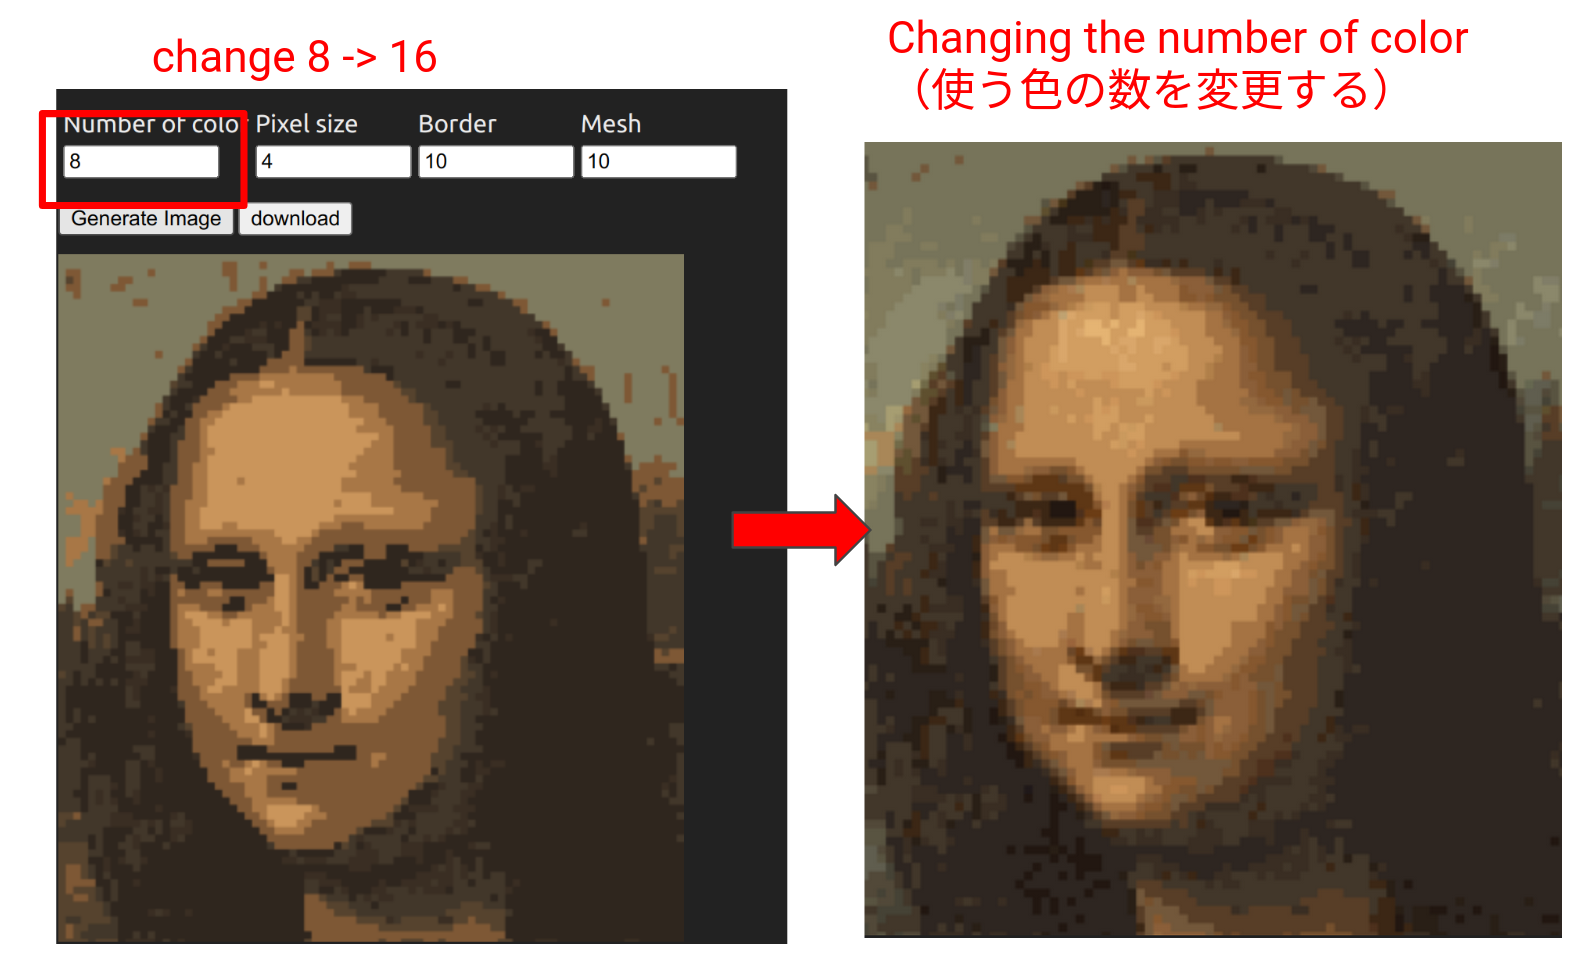 change 8 -> 16
Changing the number of color
（使う色の数を変更する）
Number of color Pixel size Border Mesh
8 4 10 10
Generate Image download